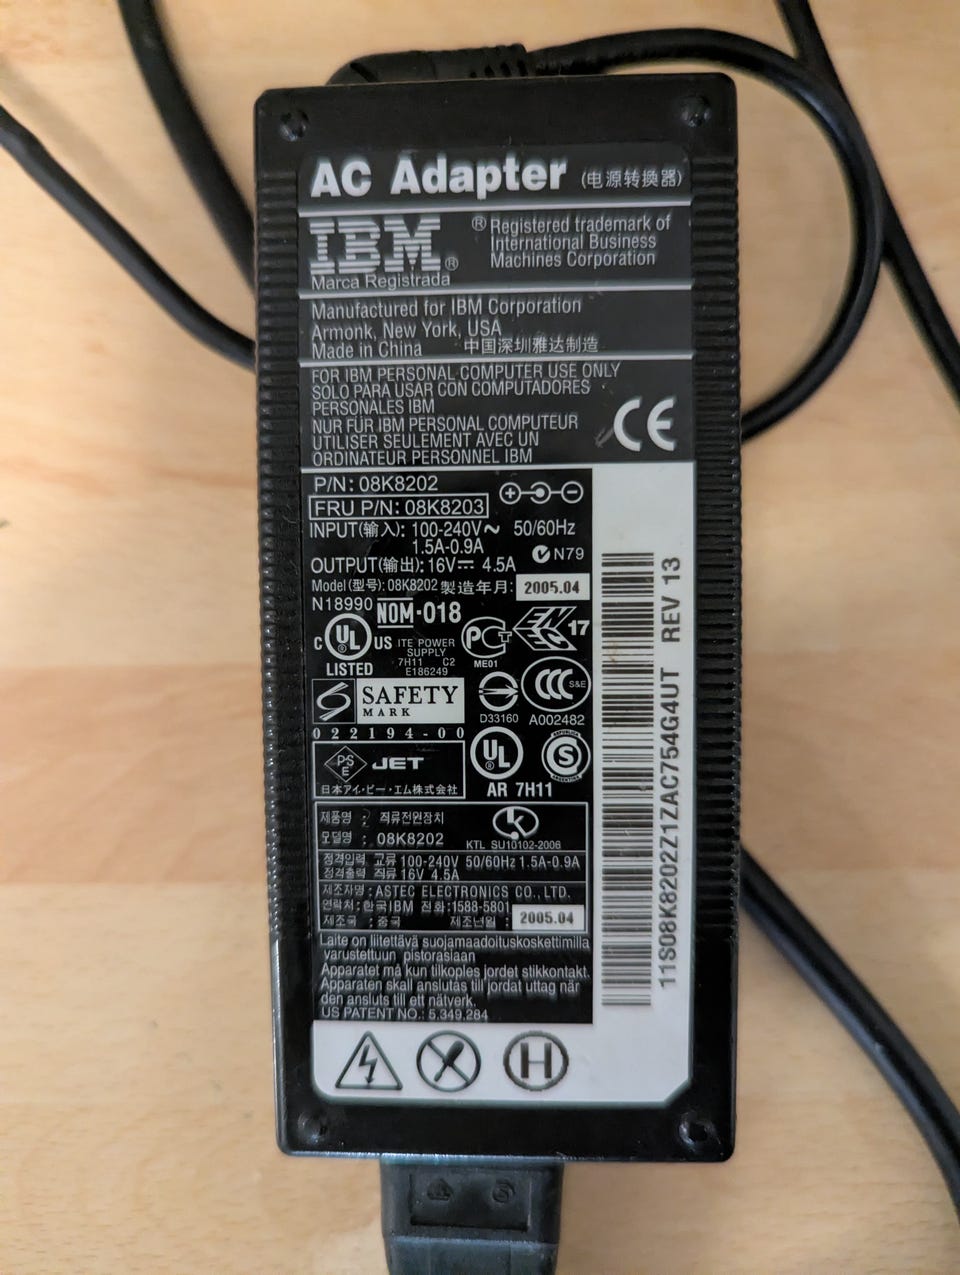 AC Adapter (电源转换器)
IBM®
Marca Registrada
® Registered trademark of
International Business
Machines Corporation
Manufactured for IBM Corporation
Armonk, New York, USA
Made in China 中国深圳雅达制造
FOR IBM PERSONAL COMPUTER USE ONLY
SOLO PARA USAR CON COMPUTADORES
PERSONALES IBM
NUR FÜR IBM PERSONAL COMPUTEUR
UTILISER SEULEMENT AVEC UN
ORDINATEUR PERSONNEL IBM
CE
P/N: 08K8202
FRU P/N: 08K8203
INPUT(输入): 100-240V～ 50/60Hz
1.5A-0.9A
N79
OUTPUT(输出): 16V⎓ 4.5A
Model(型号): 08K8202 製造年月: 2005.04
N18990 NOM-018
C UL US
LISTED
ITE POWER
SUPPLY
7H11 C2
E186249
PCT
ME01
17
SAFETY
MARK
022194-00
D33160
CCC S&E
A002482
PSE JET
日本アイ・ビー・エム株式会社
UL
AR 7H11
S
ARGENTINA
제품명 : 직류전원장치
모델명 : 08K8202
KTL SU10102-2006
정격입력 교류 100-240V 50/60Hz 1.5A-0.9A
정격출력 직류 16V 4.5A
제조자명 : ASTEC ELECTRONICS CO., LTD.
연락처 : 한국IBM 전화 :1588-5801
제조국 : 중국 제조년월 : 2005.04
Laite on liitettävä suojamaadoituskoskettimilla
varustettuun pistorasiaan
Apparatet må kun tilkoples jordet stikkontakt.
Apparaten skall anslutas till jordat uttag når
den ansluts till ett nätverk.
US PATENT NO.: 5,349,284
H
11S08K8202Z1ZAC754G4UT REV 13